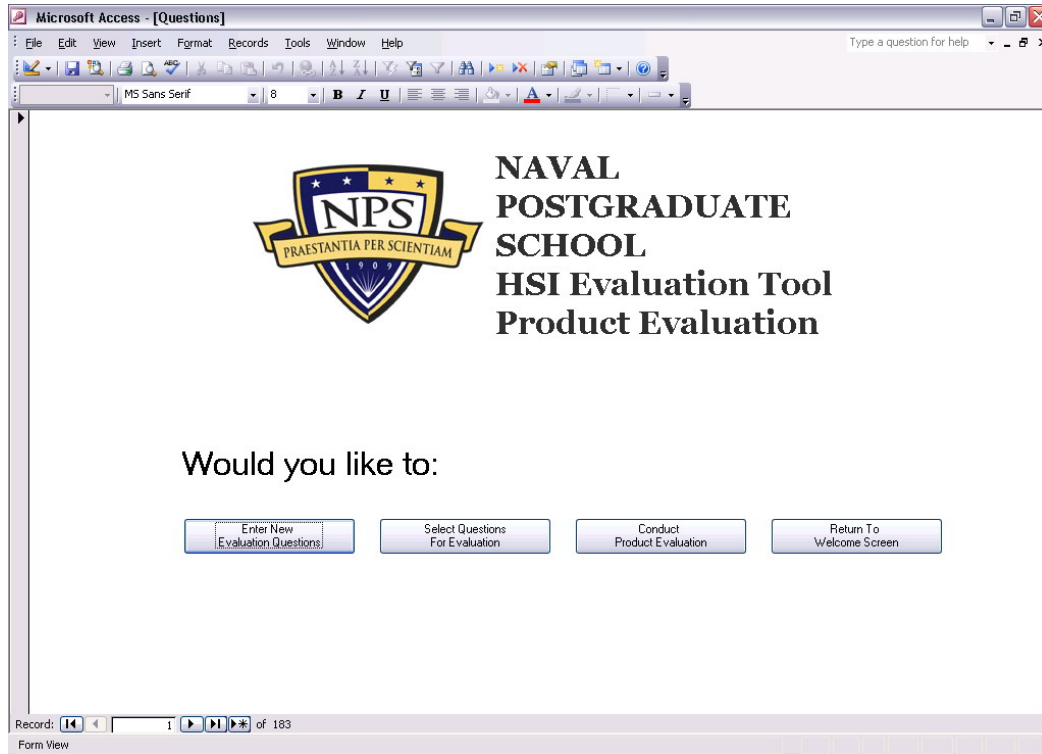 Microsoft Access - [Questions]
File Edit View Insert Format Records Tools Window Help Type a question for help
MS Sans Serif 8 B I U A
NAVAL
POSTGRADUATE
SCHOOL
HSI Evaluation Tool
Product Evaluation
NPS
PRAESTANTIA PER SCIENTIAM
1909
Would you like to:
Enter New
Evaluation Questions
Select Questions
For Evaluation
Conduct
Product Evaluation
Return To
Welcome Screen
Record: 1 of 183
Form View